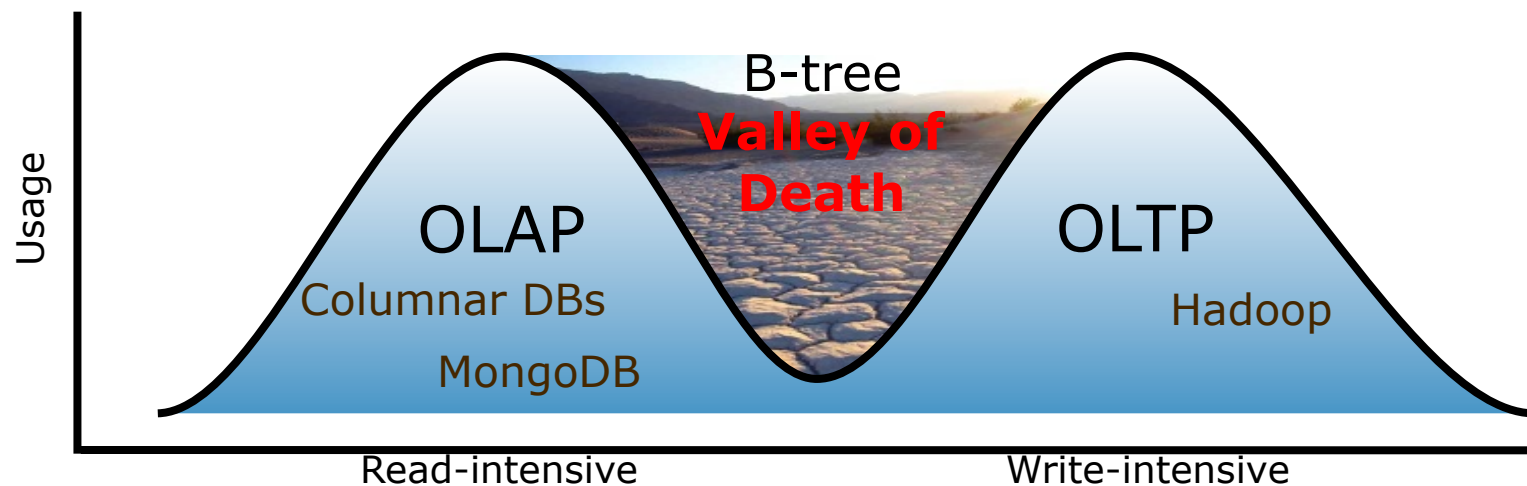 B-tree
Valley of
Death
Usage
OLAP
OLTP
Columnar DBs
Hadoop
MongoDB
Read-intensive
Write-intensive